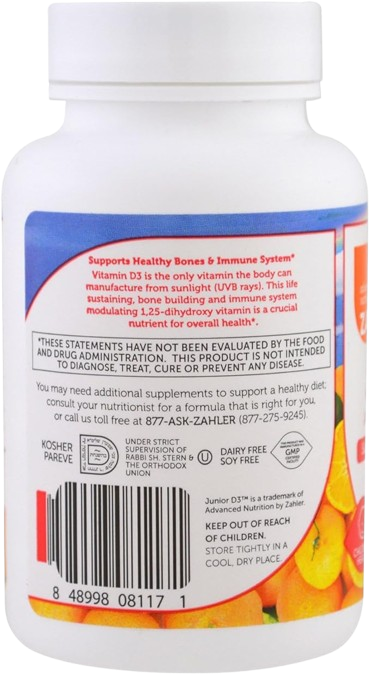 Supports Healthy Bones & Immune System*
Vitamin D3 is the only vitamin the body can
manufacture from sunlight (UVB rays). This life
sustaining, bone building and immune system
modulating 1,25-dihydroxy vitamin is a crucial
nutrient for overall health*.
*THESE STATEMENTS HAVE NOT BEEN EVALUATED BY THE FOOD
AND DRUG ADMINISTRATION. THIS PRODUCT IS NOT INTENDED
TO DIAGNOSE, TREAT, CURE OR PREVENT ANY DISEASE.
You may need additional supplements to support a healthy diet;
consult your nutritionist for a formula that is right for you,
or call us toll free at 877-ASK-ZAHLER (877-275-9245).
KOSHER
PAREVE
UNDER STRICT
SUPERVISION OF
RABBI SH. STERN &
THE ORTHODOX
UNION
U
DAIRY FREE
SOY FREE
GMP
Junior D3™ is a trademark of
Advanced Nutrition by Zahler.
KEEP OUT OF REACH
OF CHILDREN.
STORE TIGHTLY IN A
COOL, DRY PLACE.
8 48998 08117 1